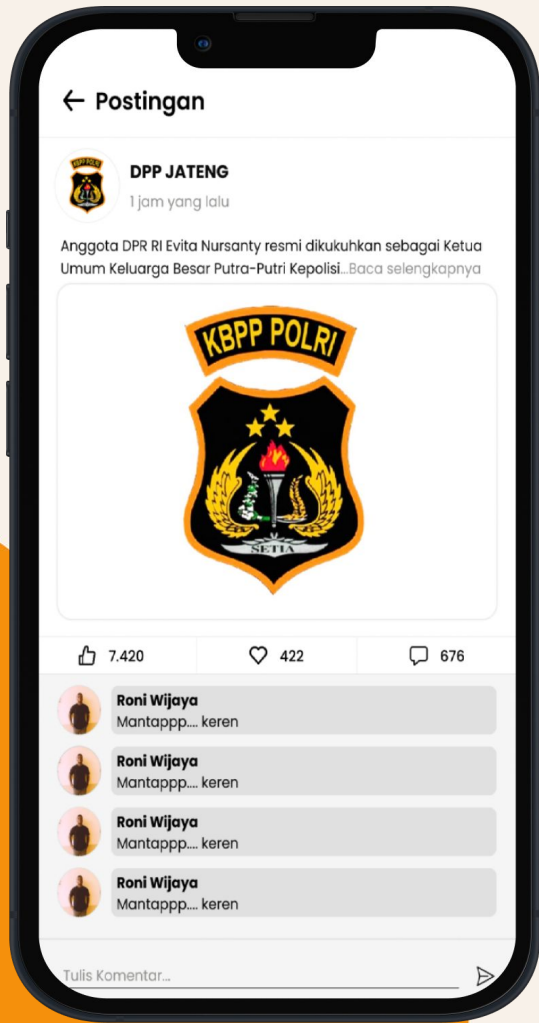 Postingan
KBPP POLRI
DPP JATENG
1 jam yang lalu
Anggota DPR RI Evita Nursanty resmi dikukuhkan sebagai Ketua
Umum Keluarga Besar Putra-Putri Kepolisi...Baca selengkapnya
KBPP POLRI
SETIA
7.420
422
676
Roni Wijaya
Mantappp.... keren
Roni Wijaya
Mantappp.... keren
Roni Wijaya
Mantappp.... keren
Roni Wijaya
Mantappp.... keren
Tulis Komentar...